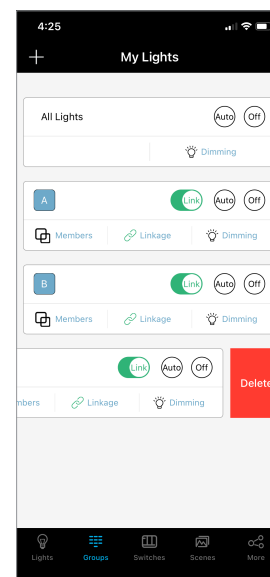 4:25
My Lights
All Lights Auto Off
Dimming
A Link Auto Off
Members Linkage Dimming
B Link Auto Off
Members Linkage Dimming
Link Auto Off Delete
mbers Linkage Dimming
Lights Groups Switches Scenes More